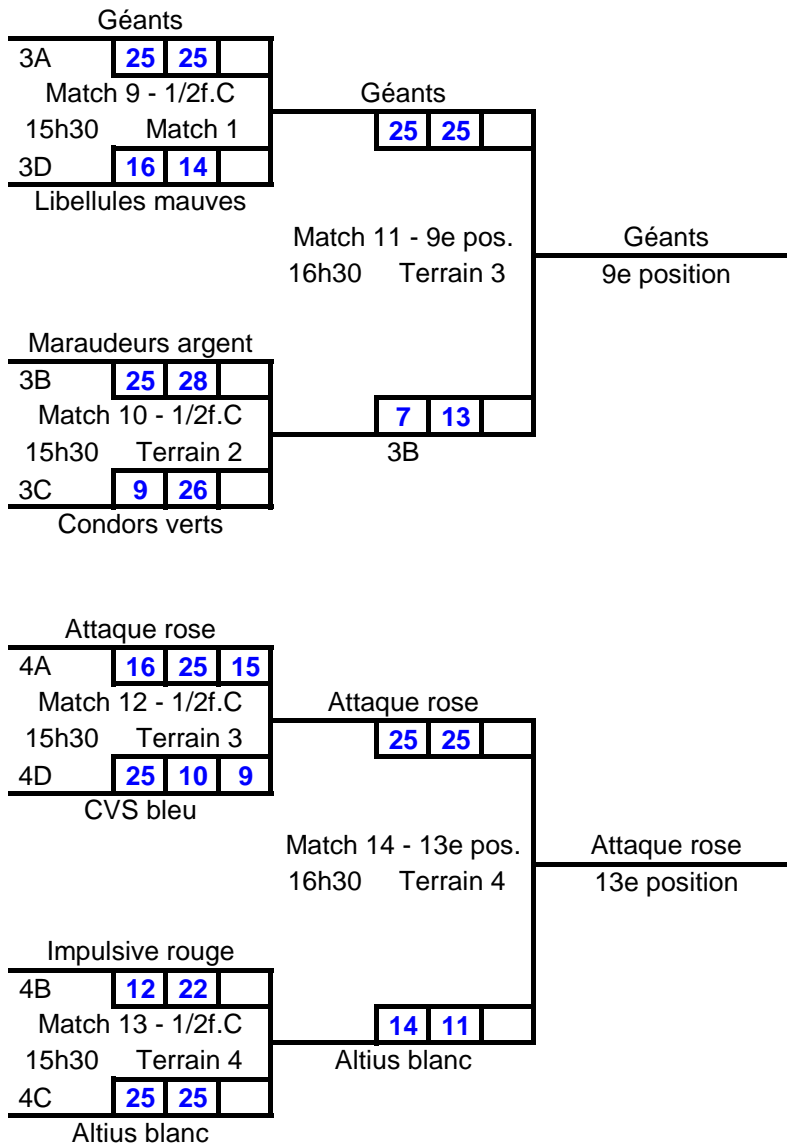 Géants
3A 25 25
Match 9 - 1/2f.C
15h30 Match 1
3D 16 14
Libellules mauves
Géants
25 25
Match 11 - 9e pos.
16h30 Terrain 3
Géants
9e position
Maraudeurs argent
3B 25 28
Match 10 - 1/2f.C
15h30 Terrain 2
3C 9 26
Condors verts
7 13
3B
Attaque rose
4A 16 25 15
Match 12 - 1/2f.C
15h30 Terrain 3
4D 25 10 9
CVS bleu
Attaque rose
25 25
Match 14 - 13e pos.
16h30 Terrain 4
Attaque rose
13e position
Impulsive rouge
4B 12 22
Match 13 - 1/2f.C
15h30 Terrain 4
4C 25 25
Altius blanc
14 11
Altius blanc